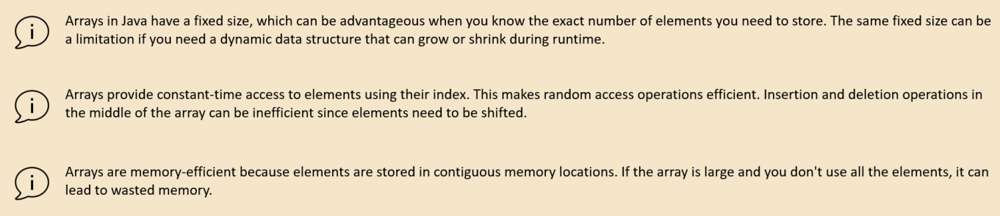 Arrays in Java have a fixed size, which can be advantageous when you know the exact number of elements you need to store. The same fixed size can be
a limitation if you need a dynamic data structure that can grow or shrink during runtime.
Arrays provide constant-time access to elements using their index. This makes random access operations efficient. Insertion and deletion operations in
the middle of the array can be inefficient since elements need to be shifted.
Arrays are memory-efficient because elements are stored in contiguous memory locations. If the array is large and you don't use all the elements, it can
lead to wasted memory.